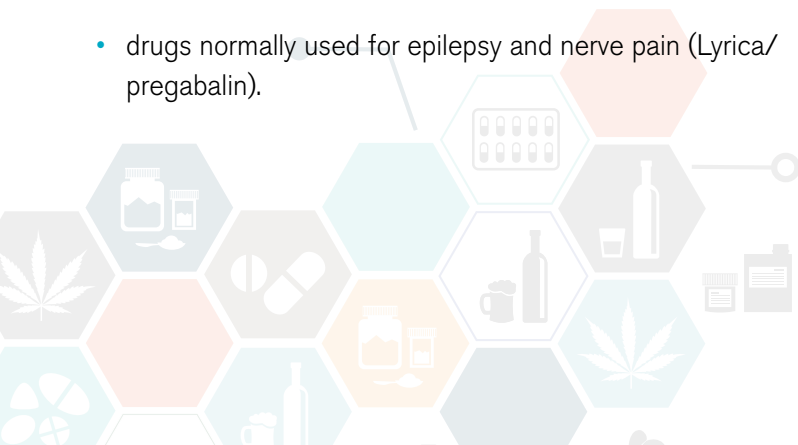 • drugs normally used for epilepsy and nerve pain (Lyrica/
pregabalin).